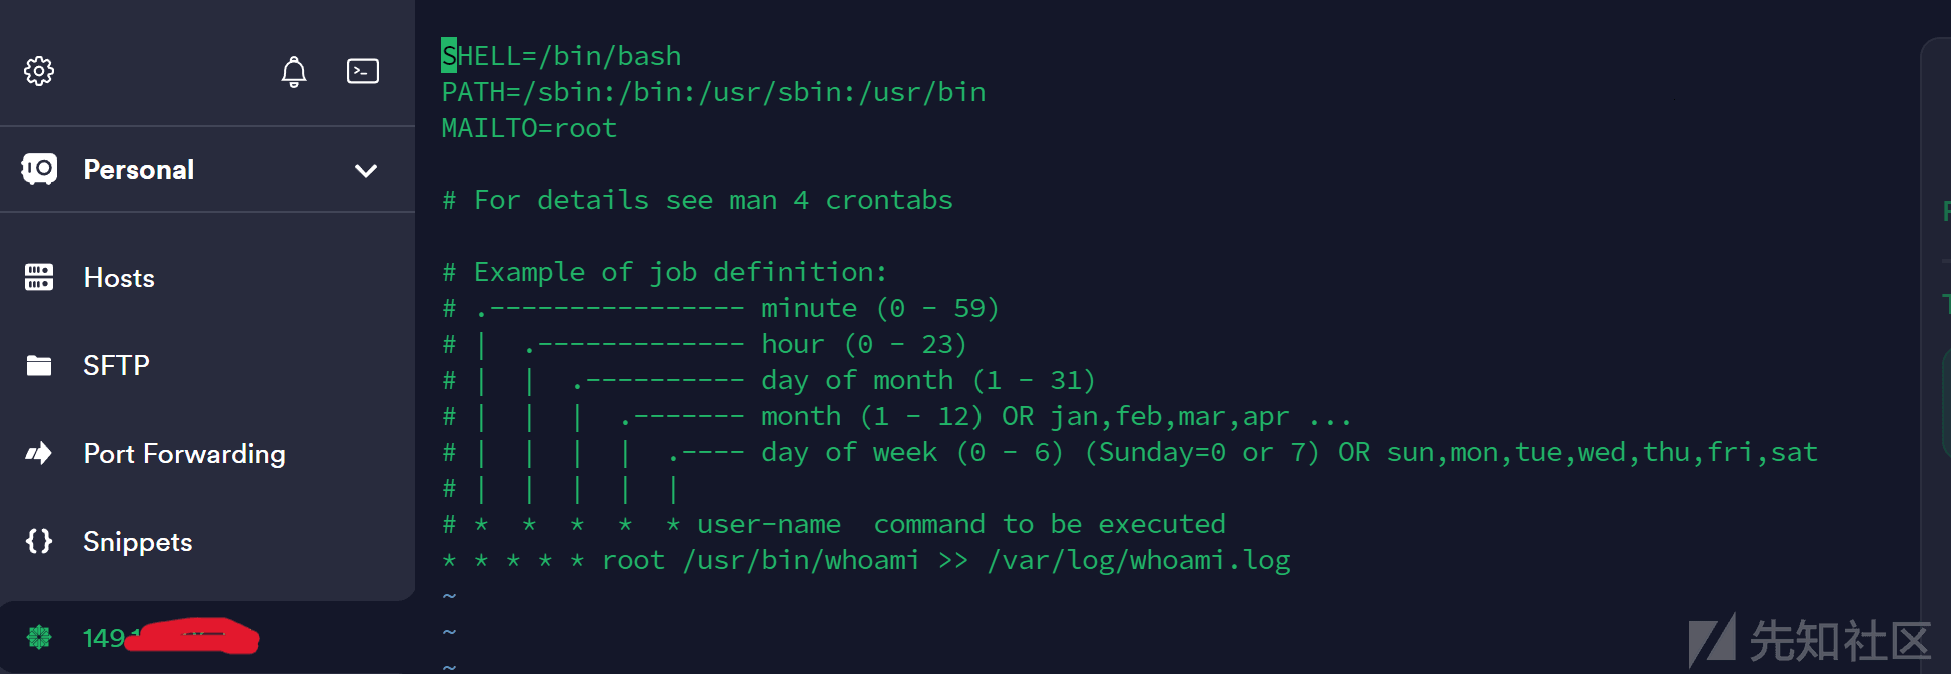 Personal
Hosts
SFTP
Port Forwarding
Snippets
149.1
SHELL=/bin/bash
PATH=/sbin:/bin:/usr/sbin:/usr/bin
MAILTO=root
# For details see man 4 crontabs
# Example of job definition:
# .---------------- minute (0 - 59)
# |  .------------- hour (0 - 23)
# |  |  .---------- day of month (1 - 31)
# |  |  |  .------- month (1 - 12) OR jan,feb,mar,apr ...
# |  |  |  |  .---- day of week (0 - 6) (Sunday=0 or 7) OR sun,mon,tue,wed,thu,fri,sat
# |  |  |  |  |
# *  *  *  *  * user-name  command to be executed
* * * * * root /usr/bin/whoami >> /var/log/whoami.log
~
~
~
先知社区